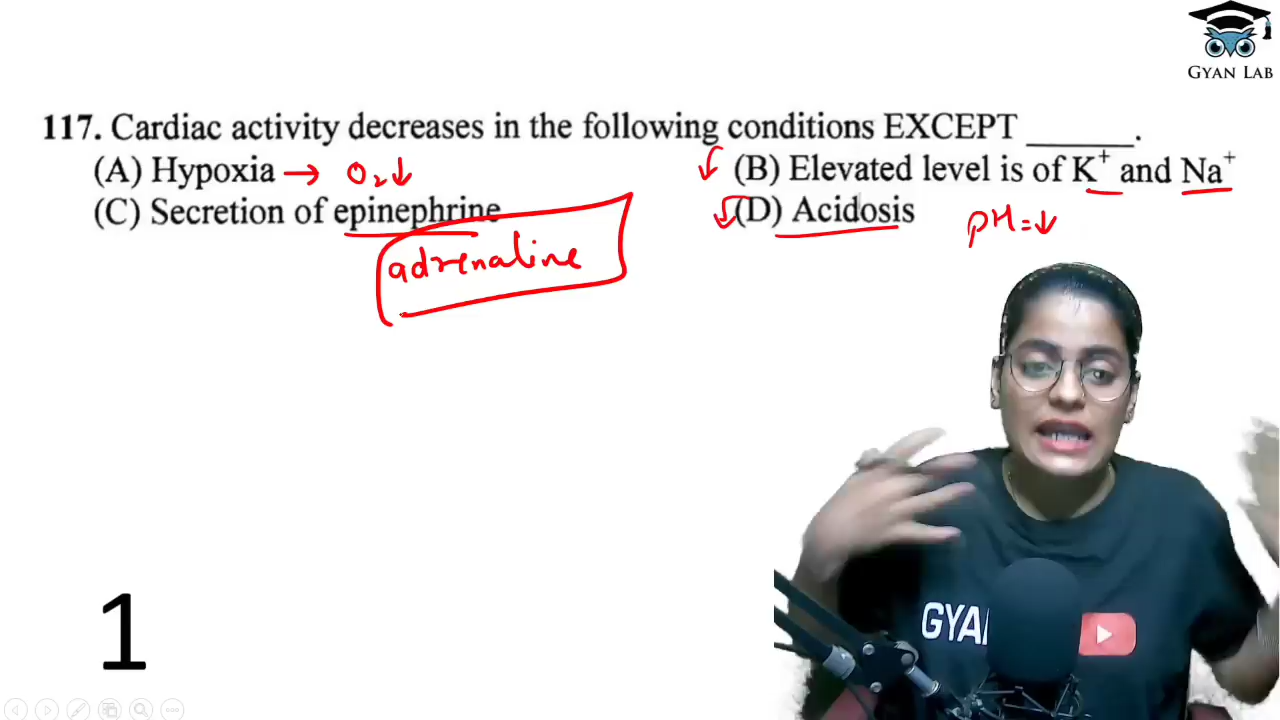 GYAN LAB
117. Cardiac activity decreases in the following conditions EXCEPT ______.
(A) Hypoxia → O₂↓
(B) Elevated level is of K⁺ and Na⁺
(C) Secretion of epinephrine
(D) Acidosis pH=↓
adrenaline
GYA
1